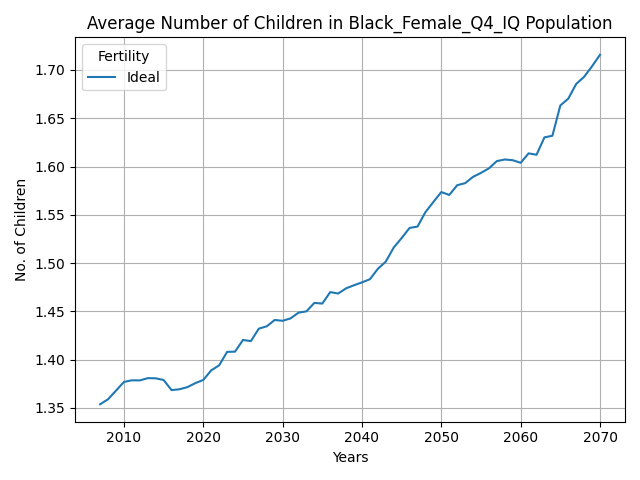 Average Number of Children in Black_Female_Q4_IQ Population
Fertility
Ideal
No. of Children
1.70
1.65
1.60
1.55
1.50
1.45
1.40
1.35
2010 2020 2030 2040 2050 2060 2070
Years